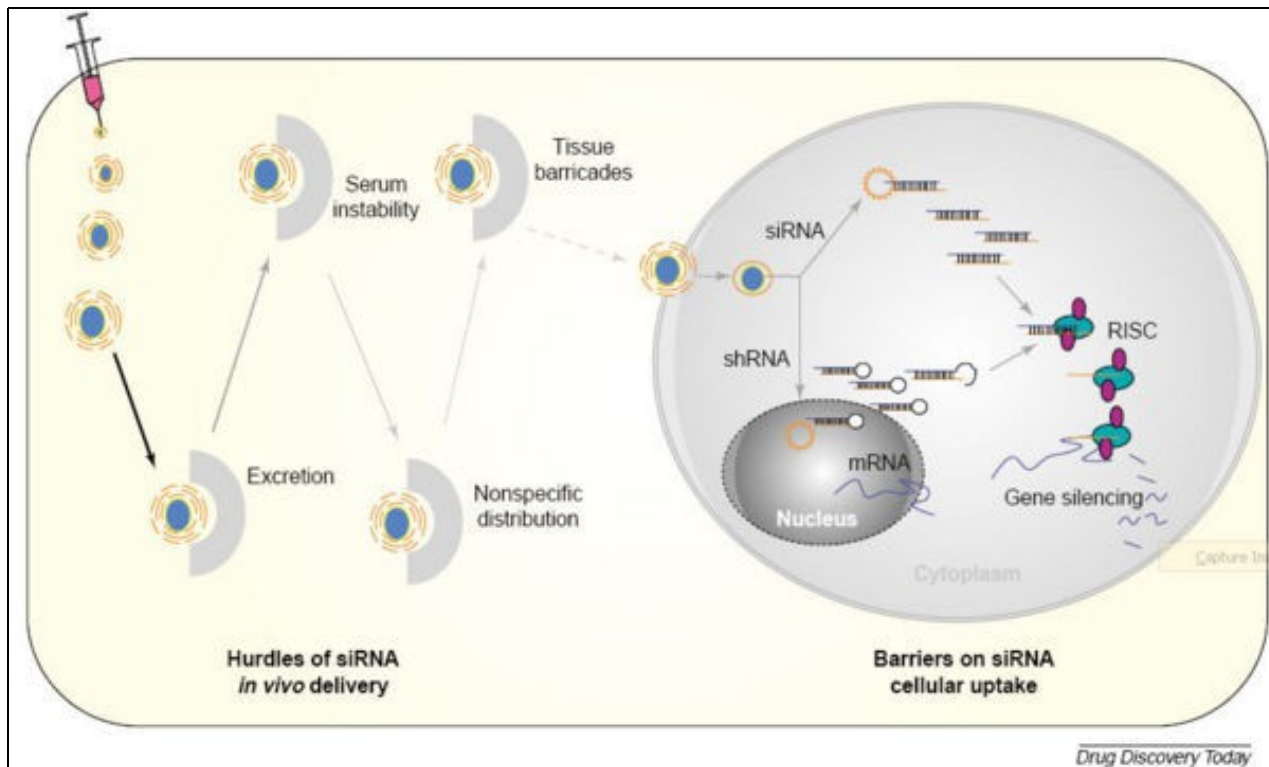 Tissue
barricades
Serum
instability
siRNA
RISC
shRNA
Excretion
Nonspecific
distribution
mRNA
Nucleus
Gene silencing
Cytoplasm
Capture
Hurdles of siRNA
in vivo delivery
Barriers on siRNA
cellular uptake
Drug Discovery Today